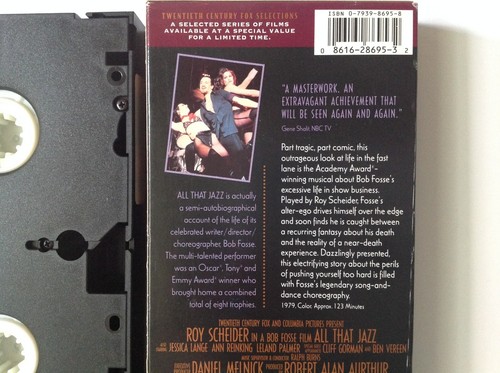 TWENTIETH CENTURY FOX SELECTIONS
A SELECTED SERIES OF FILMS
AVAILABLE AT A SPECIAL VALUE
FOR A LIMITED TIME.
ISBN 0-7939-8695-8
0 8616-28695-3 2
"A MASTERWORK. AN
EXTRAVAGANT ACHIEVEMENT THAT
WILL BE SEEN AGAIN AND AGAIN."
Gene Shalit, NBC TV
Part tragic, part comic, this
outrageous look at life in the fast
lane is the Academy Award®-
winning musical about Bob Fosse's
excessive life in show business.
Played by Roy Scheider, Fosse's
alter-ego drives himself over the edge
and soon finds he is caught between
a recurring fantasy about his death
and the reality of a near-death
experience. Dazzlingly presented,
this electrifying story about the perils
of pushing yourself too hard is filled
with Fosse's legendary song-and-
dance choreography.
1979. Color. Approx. 123 Minutes
ALL THAT JAZZ is actually
a semi-autobiographical
account of the life of its
celebrated writer/director/
choreographer, Bob Fosse.
The multi-talented performer
was an Oscar®, Tony® and
Emmy Award® winner who
brought home a combined
total of eight trophies.
TWENTIETH CENTURY FOX AND COLUMBIA PICTURES PRESENT
ROY SCHEIDER IN A BOB FOSSE FILM ALL THAT JAZZ
JESSICA LANGE ANN REINKING LELAND PALMER CLIFF GORMAN AND BEN VEREEN
RALPH BURNS
DANIEL MELNICK PRODUCED BY ROBERT ALAN AURTHUR